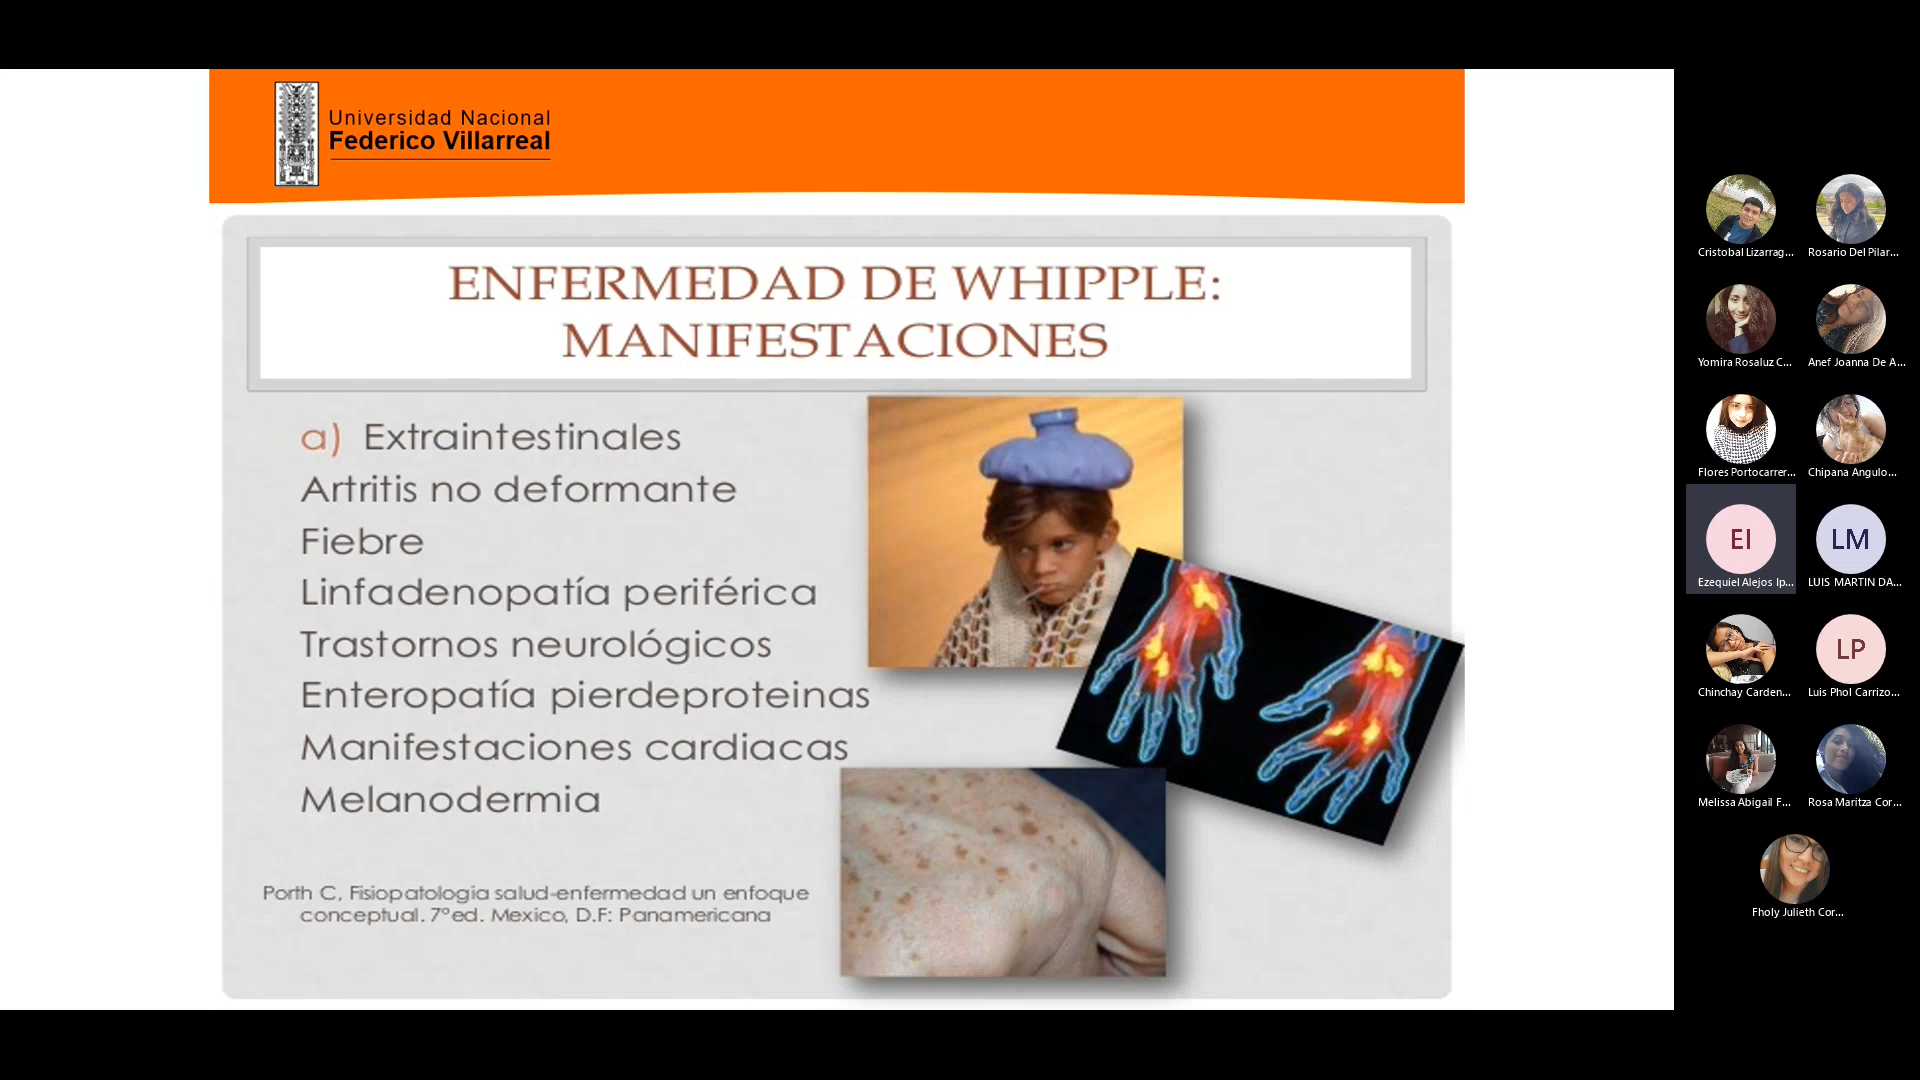 Universidad Nacional
Federico Villarreal
ENFERMEDAD DE WHIPPLE:
MANIFESTACIONES
a) Extraintestinales
Artritis no deformante
Fiebre
Linfadenopatía periférica
Trastornos neurológicos
Enteropatía pierdeproteinas
Manifestaciones cardiacas
Melanodermia
Porth C, Fisiopatologia salud-enfermedad un enfoque
conceptual. 7°ed. Mexico, D.F: Panamericana
Cristobal Lizarrag...
Rosario Del Pilar...
Yomira Rosaluz C...
Anef Joanna De A...
Flores Portocarrer...
Chipana Angulo...
EI
LM
Ezequiel Alejos Ip...
LUIS MARTIN DA...
LP
Chinchay Carden...
Luis Phol Carrizo...
Melissa Abigail F...
Rosa Maritza Cor...
Fholy Julieth Cor...